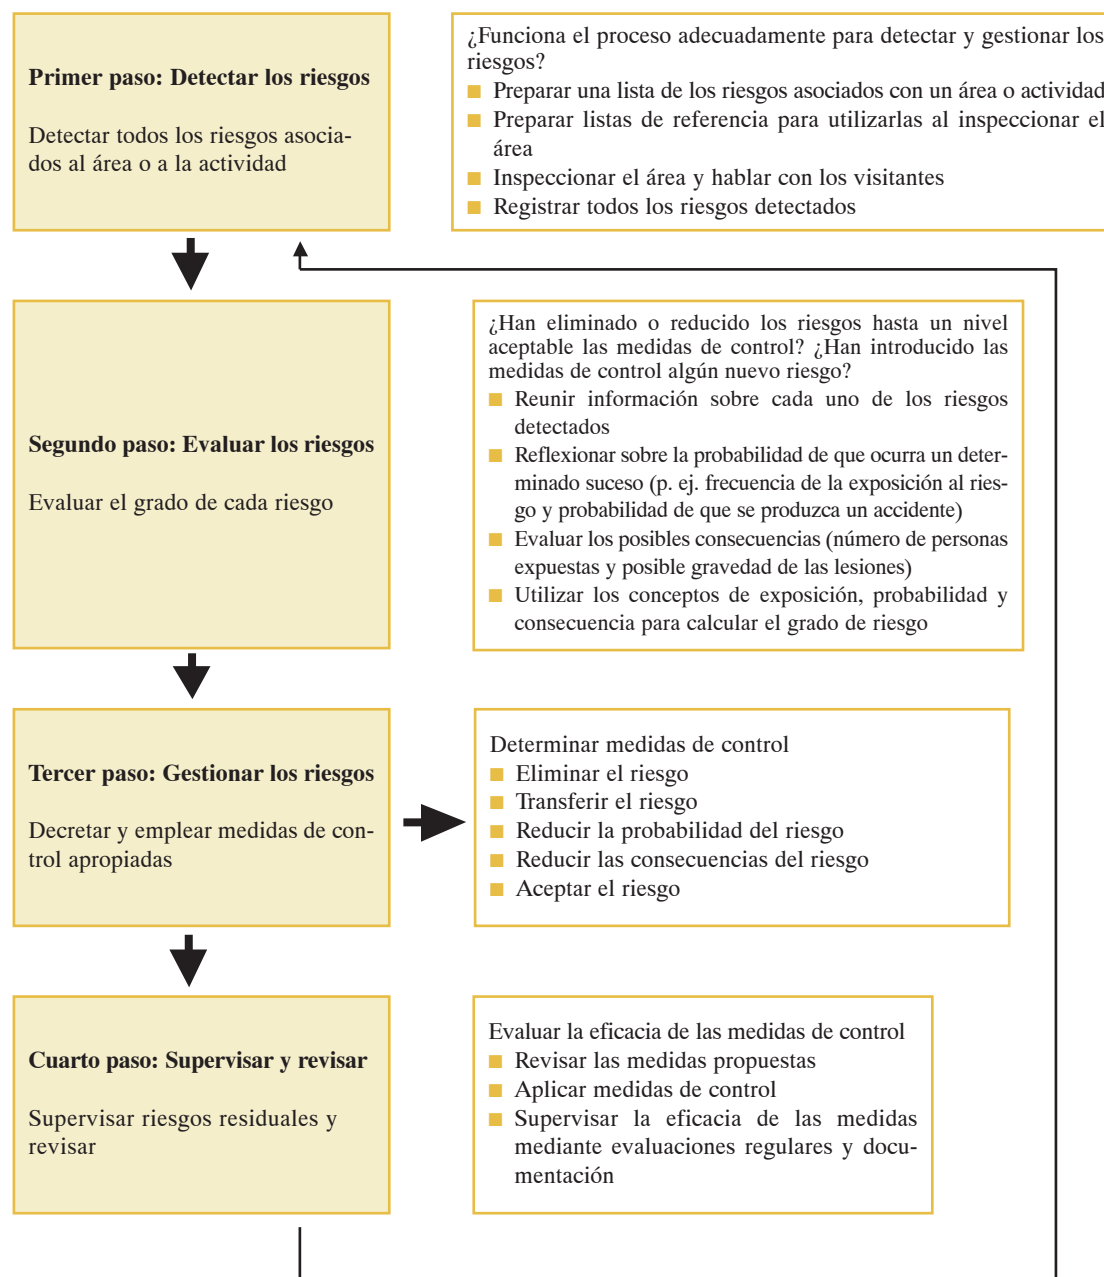 Primer paso: Detectar los riesgos
Detectar todos los riesgos asocia-
dos al área o a la actividad
¿Funciona el proceso adecuadamente para detectar y gestionar los
riesgos?
■ Preparar una lista de los riesgos asociados con un área o actividad
■ Preparar listas de referencia para utilizarlas al inspeccionar el
área
■ Inspeccionar el área y hablar con los visitantes
■ Registrar todos los riesgos detectados
Segundo paso: Evaluar los riesgos
Evaluar el grado de cada riesgo
¿Han eliminado o reducido los riesgos hasta un nivel
aceptable las medidas de control? ¿Han introducido las
medidas de control algún nuevo riesgo?
■ Reunir información sobre cada uno de los riesgos
detectados
■ Reflexionar sobre la probabilidad de que ocurra un deter-
minado suceso (p. ej. frecuencia de la exposición al ries-
go y probabilidad de que se produzca un accidente)
■ Evaluar los posibles consecuencias (número de personas
expuestas y posible gravedad de las lesiones)
■ Utilizar los conceptos de exposición, probabilidad y
consecuencia para calcular el grado de riesgo
Tercer paso: Gestionar los riesgos
Decretar y emplear medidas de con-
trol apropiadas
Determinar medidas de control
■ Eliminar el riesgo
■ Transferir el riesgo
■ Reducir la probabilidad del riesgo
■ Reducir las consecuencias del riesgo
■ Aceptar el riesgo
Cuarto paso: Supervisar y revisar
Supervisar riesgos residuales y
revisar
Evaluar la eficacia de las medidas de control
■ Revisar las medidas propuestas
■ Aplicar medidas de control
■ Supervisar la eficacia de las medidas
mediante evaluaciones regulares y docu-
mentación